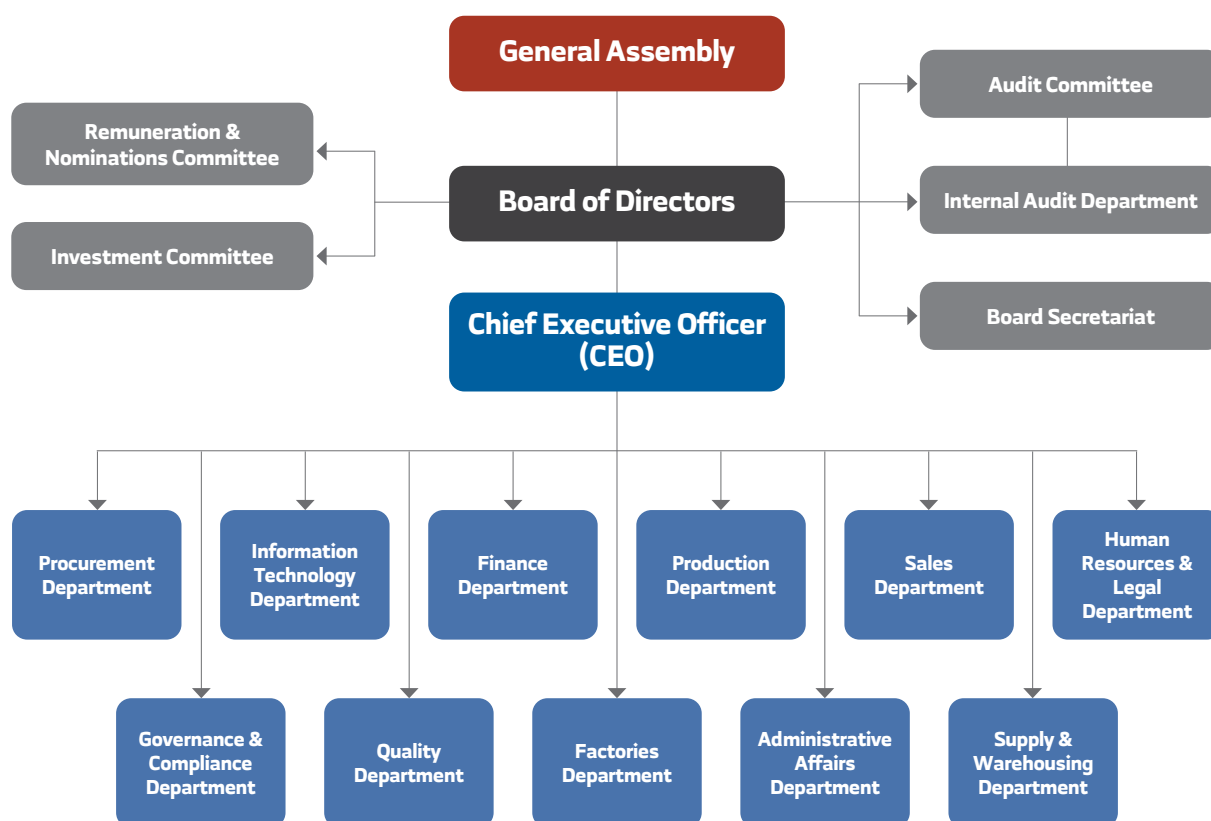 General Assembly
Audit Committee
Remuneration &
Nominations Committee
Board of Directors
Internal Audit Department
Investment Committee
Chief Executive Officer
(CEO)
Board Secretariat
Procurement
Department
Information
Technology
Department
Finance
Department
Production
Department
Sales
Department
Human
Resources &
Legal
Department
Governance &
Compliance
Department
Quality
Department
Factories
Department
Administrative
Affairs
Department
Supply &
Warehousing
Department